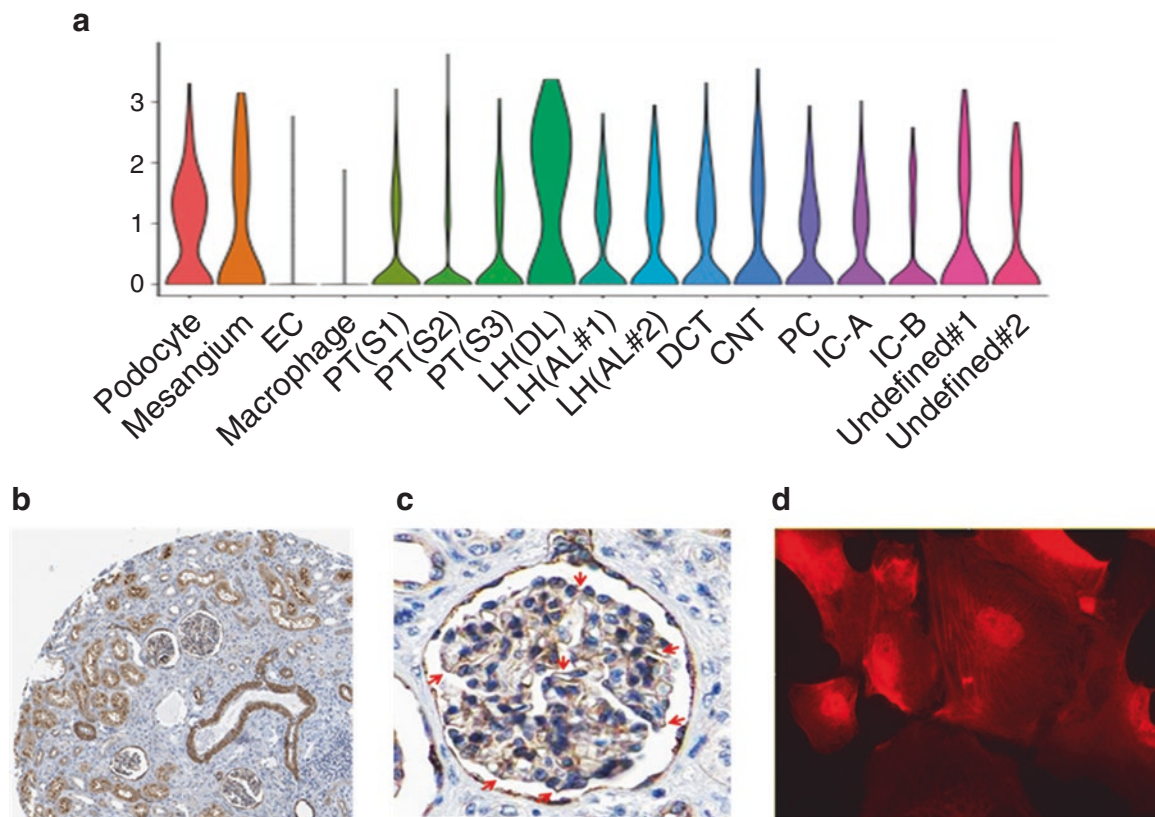 a
3
2
1
0
Podocyte
Mesangium
EC
Macrophage
PT(S1)
PT(S2)
PT(S3)
LH(DL)
LH(AL#1)
LH(AL#2)
DCT
CNT
PC
IC-A
IC-B
Undefined#1
Undefined#2
b
c
d